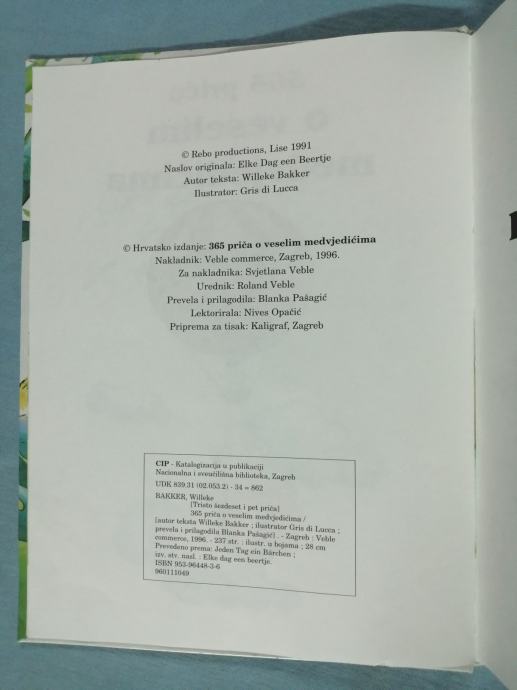 © Rebo productions, Lise 1991
Naslov originala: Elke Dag een Beertje
Autor teksta: Willeke Bakker
Ilustrator: Gris di Lucca
© Hrvatsko izdanje: 365 priča o veselim medvjedićima
Nakladnik: Veble commerce, Zagreb, 1996.
Za nakladnika: Svjetlana Veble
Urednik: Roland Veble
Prevela i prilagodila: Blanka Pašagić
Lektorirala: Nives Opačić
Priprema za tisak: Kaligraf, Zagreb
CIP - Katalogizacija u publikaciji
Nacionalna i sveučilišna biblioteka, Zagreb
UDK 839.31 (02.053.2) - 34 = 862
BAKKER, Willeke
[Tristo šezdeset i pet priča]
365 priča o veselim medvjedićima /
[autor teksta Willeke Bakker ; ilustrator Gris di Lucca ;
prevela i prilagodila Blanka Pašagić] . - Zagreb : Veble
commerce, 1996. - 237 str. : ilustr. u bojama ; 28 cm
Prevedeno prema: Jeden Tag ein Bärchen ;
izv. stv. nasl. : Elke dag een beertje.
ISBN 953-96448-3-6
960111049